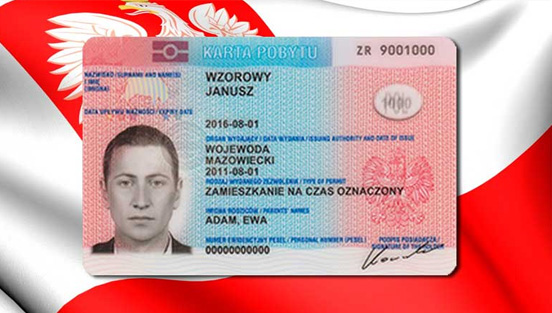 KARTA POBYTU
ZR 9001000
NAZWISKO (SURNAME AND NAME(S))
I IMIĘ
(IMIONA)
WZOROWY
JANUSZ
DATA UPŁYWU WAŻNOŚCI / EXPIRY DATE
2016-08-01
ORGAN WYDAJĄCY / DATA WYDANIA / ISSUING AUTHORITY AND DATE OF ISSUE
WOJEWODA
MAZOWIECKI
2011-08-01
RODZAJ WYDANEGO ZEZWOLENIA / TYPE OF PERMIT
ZAMIESZKANIE NA CZAS OZNACZONY
IMIONA RODZICÓW / PARENTS' NAMES
ADAM, EWA
NUMER EWIDENCYJNY PESEL / PERSONAL NUMBER (PESEL)
00000000000
PODPIS POSIADACZA /
SIGNATURE OF THE HOLDER